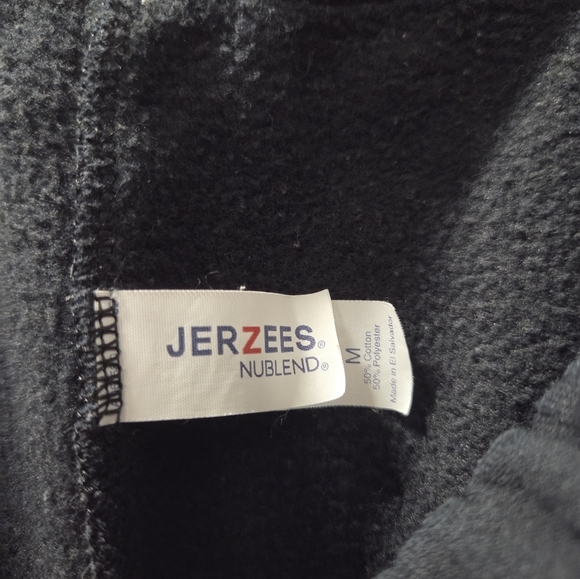 JERZEES®
NUBLEND®
M
50% Cotton
50% Polyester
Made in El Salvador